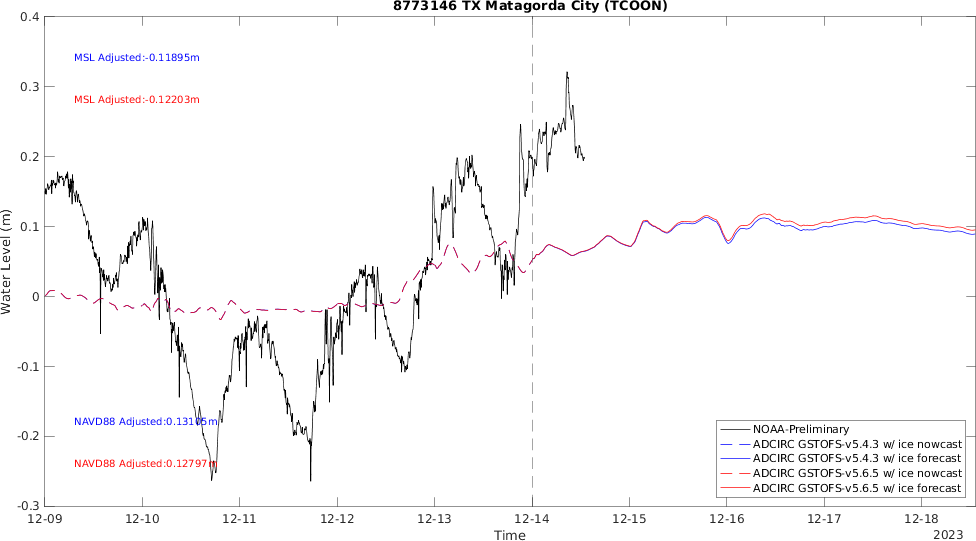 8773146 TX Matagorda City (TCOON)
0.4
MSL Adjusted:-0.11895m
0.3
MSL Adjusted:-0.12203m
0.2
0.1
Water Level (m)
0
-0.1
NAVD88 Adjusted:0.13105m
-0.2
NAVD88 Adjusted:0.12797m
-0.3
NOAA-Preliminary
ADCIRC GSTOFS-v5.4.3 w/ ice nowcast
ADCIRC GSTOFS-v5.4.3 w/ ice forecast
ADCIRC GSTOFS-v5.6.5 w/ ice nowcast
ADCIRC GSTOFS-v5.6.5 w/ ice forecast
12-09 12-10 12-11 12-12 12-13 12-14 12-15 12-16 12-17 12-18
Time
2023